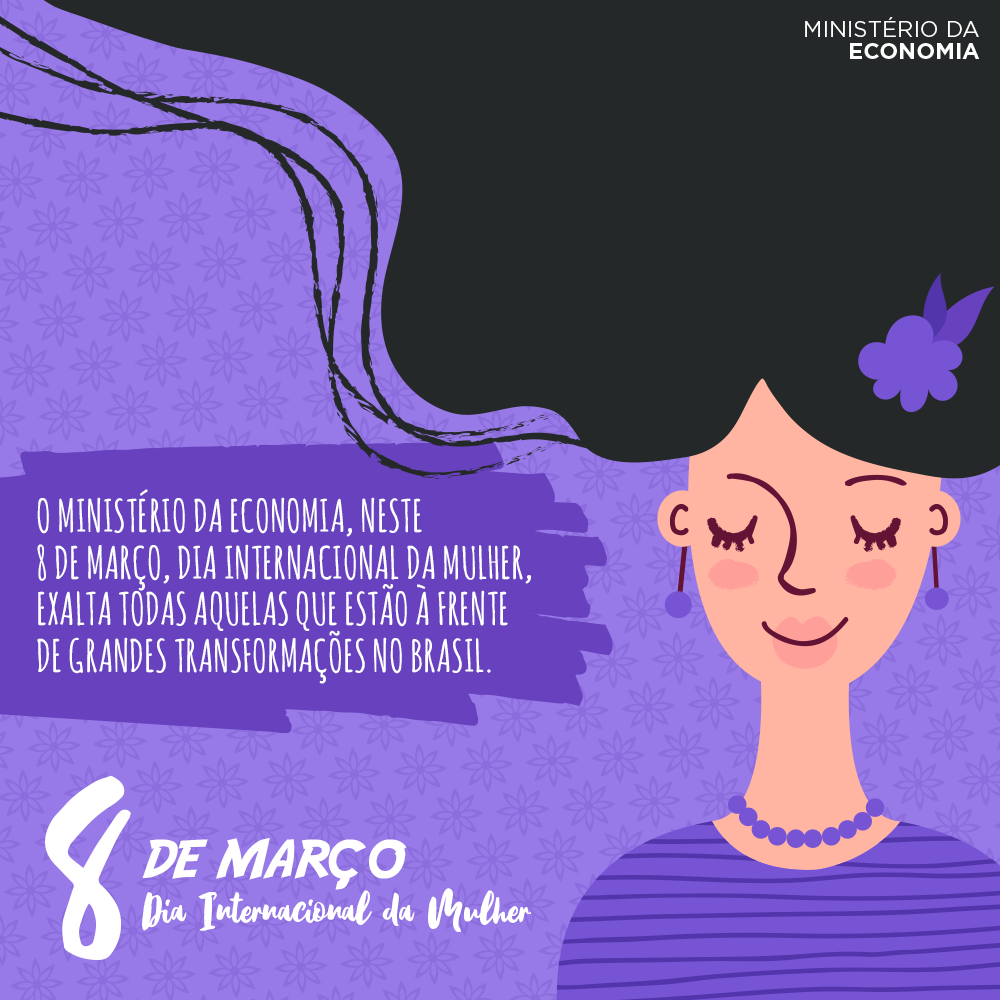 MINISTÉRIO DA
ECONOMIA
O MINISTÉRIO DA ECONOMIA, NESTE
8 DE MARÇO, DIA INTERNACIONAL DA MULHER,
EXALTA TODAS AQUELAS QUE ESTÃO À FRENTE
DE GRANDES TRANSFORMAÇÕES NO BRASIL.
8 DE MARÇO
Dia Internacional da Mulher